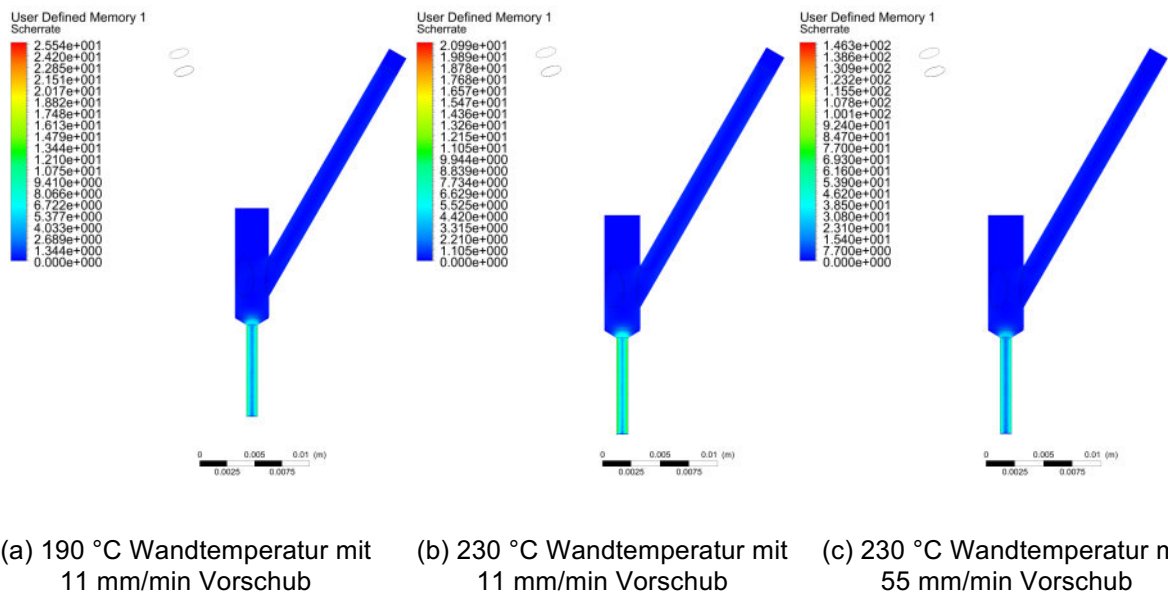 User Defined Memory 1
Scherrate
2.554e+001
2.420e+001
2.285e+001
2.151e+001
2.017e+001
1.882e+001
1.748e+001
1.613e+001
1.479e+001
1.344e+001
1.210e+001
1.075e+001
9.410e+000
8.066e+000
6.722e+000
5.377e+000
4.033e+000
2.689e+000
1.344e+000
0.000e+000
0 0.005 0.01 (m)
0.0025 0.0075
(a) 190 °C Wandtemperatur mit
11 mm/min Vorschub
User Defined Memory 1
Scherrate
2.099e+001
1.989e+001
1.878e+001
1.768e+001
1.657e+001
1.547e+001
1.436e+001
1.326e+001
1.215e+001
1.105e+001
9.944e+000
8.839e+000
7.734e+000
6.629e+000
5.525e+000
4.420e+000
3.315e+000
2.210e+000
1.105e+000
0.000e+000
0 0.005 0.01 (m)
0.0025 0.0075
(b) 230 °C Wandtemperatur mit
11 mm/min Vorschub
User Defined Memory 1
Scherrate
1.463e+002
1.386e+002
1.309e+002
1.232e+002
1.155e+002
1.078e+002
1.001e+002
9.240e+001
8.470e+001
7.700e+001
6.930e+001
6.160e+001
5.390e+001
4.620e+001
3.850e+001
3.080e+001
2.310e+001
1.540e+001
7.700e+000
0.000e+000
0 0.005 0.01 (m)
0.0025 0.0075
(c) 230 °C Wandtemperatur
55 mm/min Vorschub